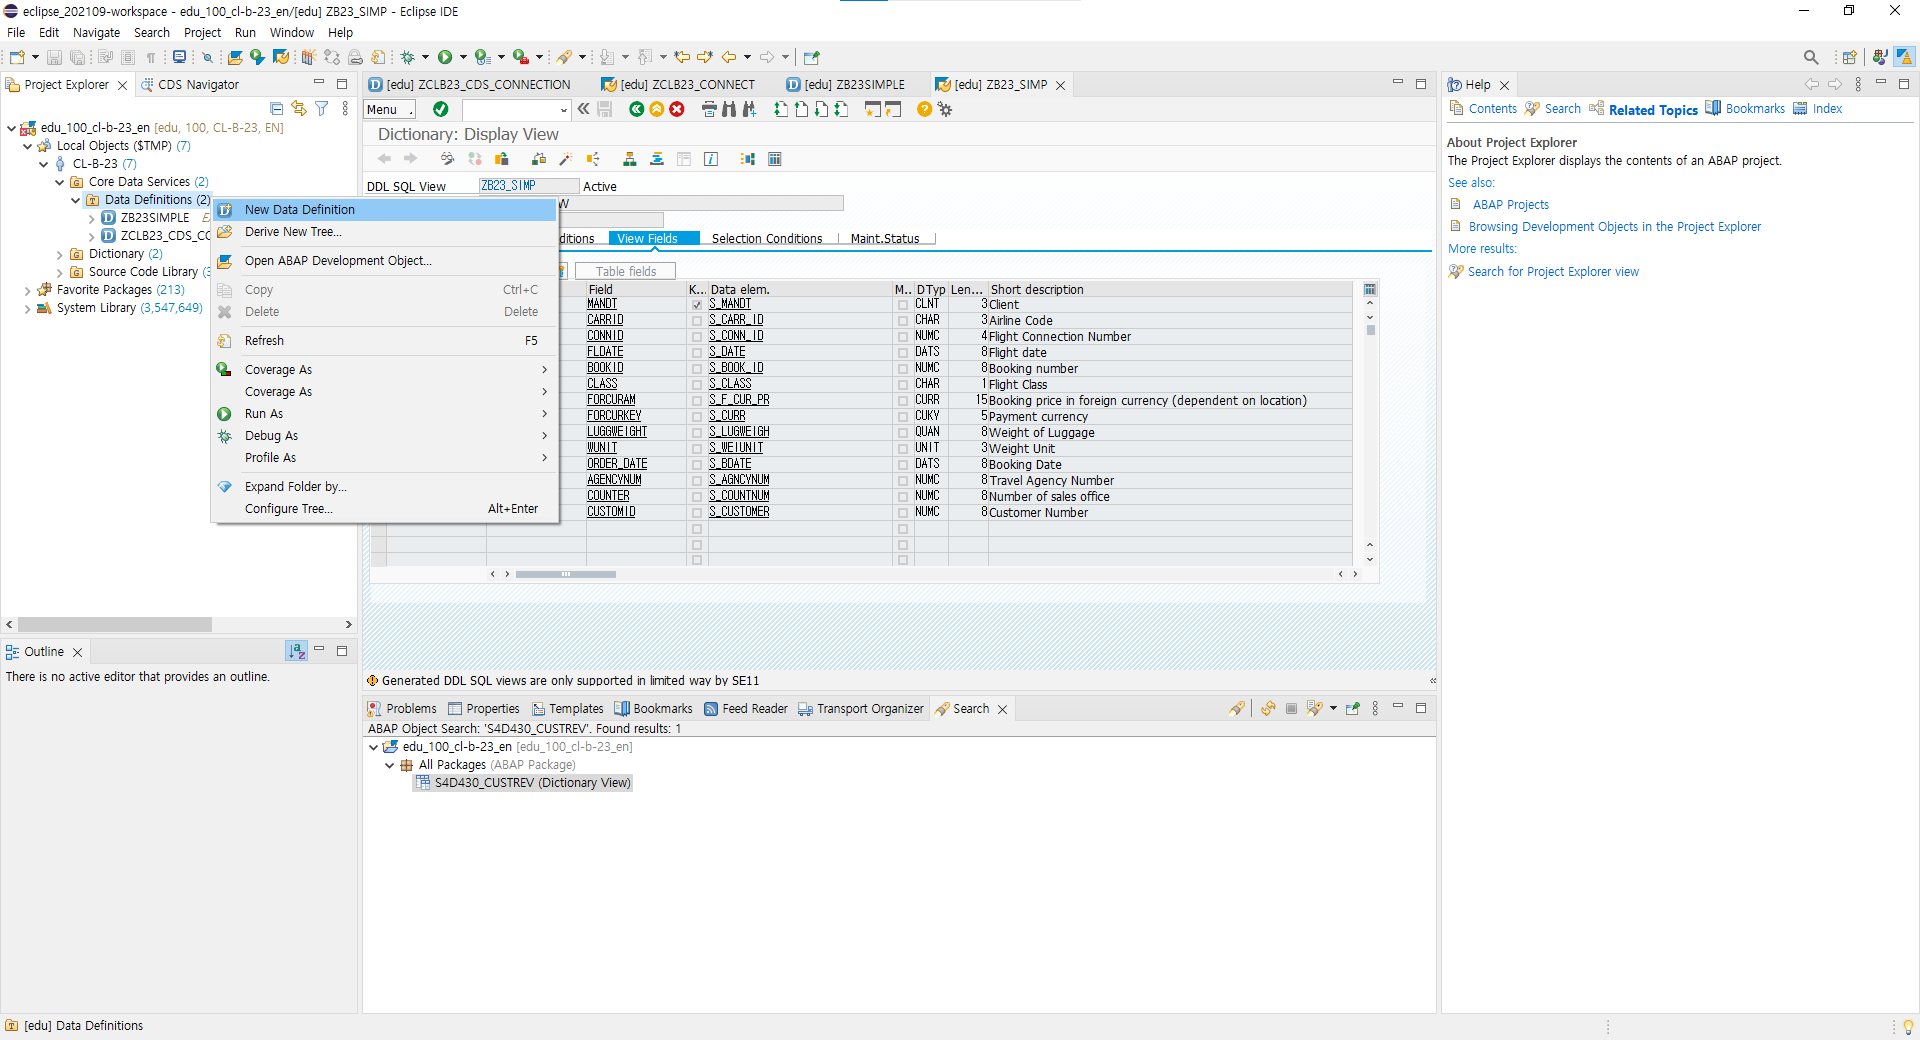 eclipse_202109-workspace - edu_100_cl-b-23_en/[edu] ZB23_SIMP - Eclipse IDE
File Edit Navigate Search Project Run Window Help
Project Explorer
CDS Navigator
edu_100_cl-b-23_en [edu, 100, CL-B-23, EN]
Local Objects ($TMP) (7)
CL-B-23 (7)
Core Data Services (2)
Data Definitions (2)
ZB23SIMPLE
ZCLB23_CDS_CO
Dictionary (2)
Source Code Library (3
Favorite Packages (213)
System Library (3,547,649)
New Data Definition
Derive New Tree...
Open ABAP Development Object...
Copy Ctrl+C
Delete Delete
Refresh F5
Coverage As
Coverage As
Run As
Debug As
Profile As
Expand Folder by...
Configure Tree... Alt+Enter
[edu] ZCLB23_CDS_CONNECTION
[edu] ZCLB23_CONNECT
[edu] ZB23SIMPLE
[edu] ZB23_SIMP
Menu
Dictionary: Display View
DDL SQL View ZB23_SIMP Active
W
ditions View Fields Selection Conditions Maint.Status
Table fields
Field K... Data elem. M.. DTyp Len... Short description
MANDT S_MANDT CLNT 3 Client
CARRID S_CARR_ID CHAR 3 Airline Code
CONNID S_CONN_ID NUMC 4 Flight Connection Number
FLDATE S_DATE DATS 8 Flight date
BOOKID S_BOOK_ID NUMC 8 Booking number
CLASS S_CLASS CHAR 1 Flight Class
FORCURAM S_F_CUR_PR CURR 15 Booking price in foreign currency (dependent on location)
FORCURKEY S_CURR CUKY 5 Payment currency
LUGGWEIGHT S_LUGWEIGH QUAN 8 Weight of Luggage
WUNIT S_WEIUNIT UNIT 3 Weight Unit
ORDER_DATE S_BDATE DATS 8 Booking Date
AGENCYNUM S_AGNCYNUM NUMC 8 Travel Agency Number
COUNTER S_COUNTNUM NUMC 8 Number of sales office
CUSTOMID S_CUSTOMER NUMC 8 Customer Number
Generated DDL SQL views are only supported in limited way by SE11
Outline
There is no active editor that provides an outline.
Problems Properties Templates Bookmarks Feed Reader Transport Organizer Search
ABAP Object Search: 'S4D430_CUSTREV'. Found results: 1
edu_100_cl-b-23_en [edu_100_cl-b-23_en]
All Packages (ABAP Package)
S4D430_CUSTREV (Dictionary View)
Help
Contents Search Related Topics Bookmarks Index
About Project Explorer
The Project Explorer displays the contents of an ABAP project.
See also:
ABAP Projects
Browsing Development Objects in the Project Explorer
More results:
Search for Project Explorer view
[edu] Data Definitions